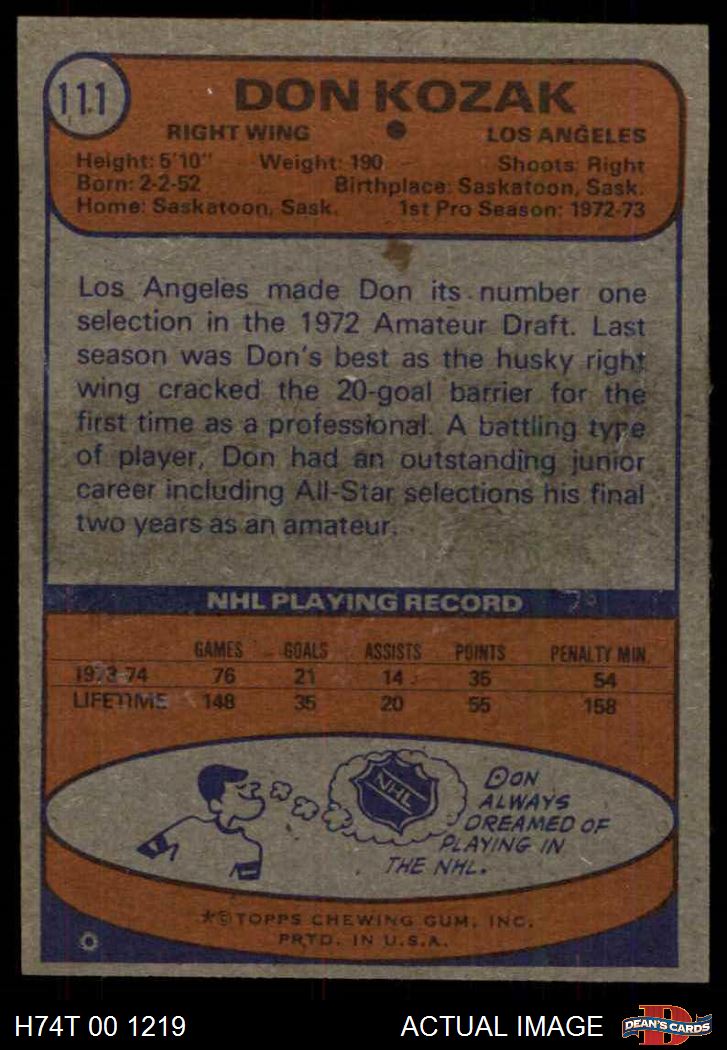 111
DON KOZAK
RIGHT WING • LOS ANGELES
Height: 5'10" Weight: 190 Shoots: Right
Born: 2-2-52 Birthplace: Saskatoon, Sask.
Home: Saskatoon, Sask. 1st Pro Season: 1972-73
Los Angeles made Don its number one
selection in the 1972 Amateur Draft. Last
season was Don's best as the husky right
wing cracked the 20-goal barrier for the
first time as a professional. A battling type
of player, Don had an outstanding junior
career including All-Star selections his final
two years as an amateur.
NHL PLAYING RECORD
GAMES GOALS ASSISTS POINTS PENALTY MIN.
1973-74 76 21 14 35 54
LIFETIME 148 35 20 55 158
NHL
DON
ALWAYS
DREAMED OF
PLAYING IN
THE NHL.
*© TOPPS CHEWING GUM, INC.
PRTD. IN U.S.A.
H74T 00 1219 ACTUAL IMAGE
D
DEAN'S CARDS